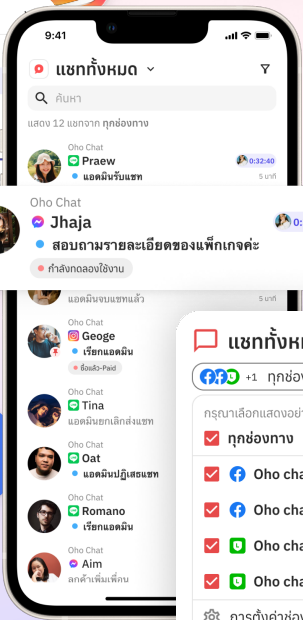 9:41
แชททั้งหมด
ค้นหา
แสดง 12 แชทจาก ทุกช่องทาง
Oho Chat
Praew
0:32:40
แอดมินรับแชท
5 นาที
Oho Chat
Jhaja
0:
สอบถามรายละเอียดของแพ็กเกจค่ะ
กำลังทดลองใช้งาน
แอดมินจบแชทแล้ว
5 นาที
Oho Chat
Geoge
เรียกแอดมิน
ซื้อแล้ว-Paid
Oho Chat
Tina
แอดมินยกเลิกส่งแชท
Oho Chat
Oat
แอดมินปฏิเสธแชท
Oho Chat
Romano
เรียกแอดมิน
Oho Chat
Aim
ลูกค้าเพิ่มเพื่อน
แชททั้งห
+1 ทุกช่อง
กรุณาเลือกแสดงอย่
ทุกช่องทาง
Oho cha
Oho cha
Oho cha
Oho cha
การตั้งค่าช่อง